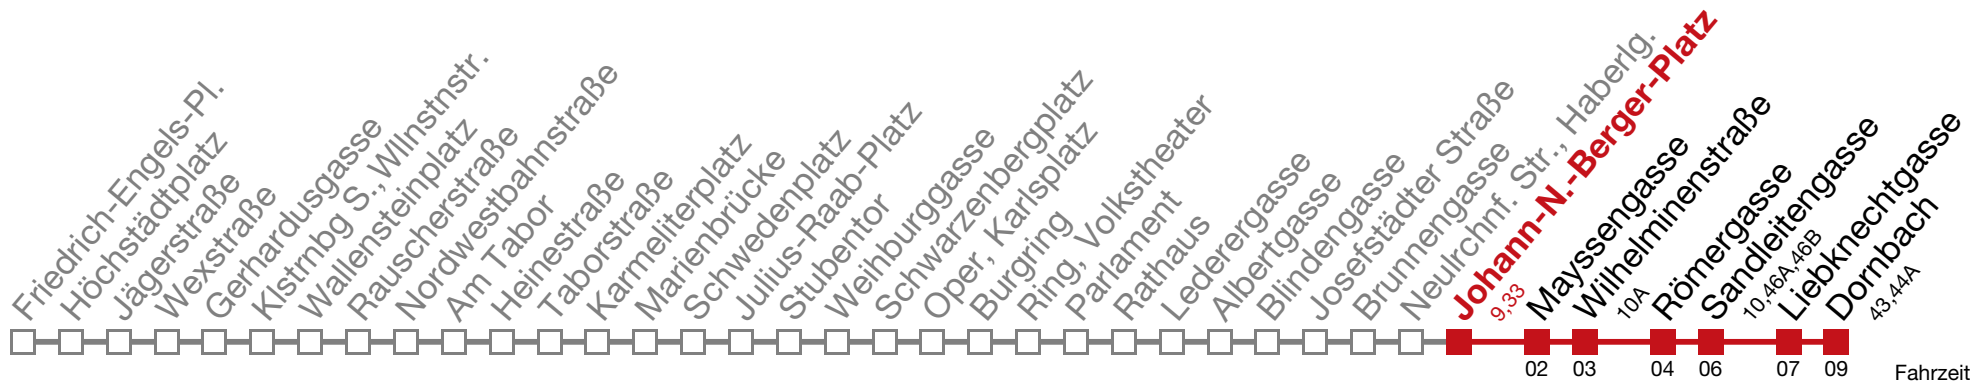 Friedrich-Engels-Pl.
Höchstädtplatz
Jägerstraße
Wexstraße
Gerhardusgasse
Klstrnbg S., Wllnstnstr.
Wallensteinplatz
Rauscherstraße
Nordwestbahnstraße
Am Tabor
Heinestraße
Taborstraße
Karmeliterplatz
Marienbrücke
Schwedenplatz
Julius-Raab-Platz
Stubentor
Weihburggasse
Schwarzenbergplatz
Oper, Karlsplatz
Burgring
Ring, Volkstheater
Parlament
Rathaus
Lederergasse
Albertgasse
Blindengasse
Josefstädter Straße
Brunnengasse
Neulrchnf. Str., Haberlg.
Johann-N.-Berger-Platz
9,33
Mayssengasse
Wilhelminenstraße
10A
Römergasse
Sandleitengasse
10,46A,46B
Liebknechtgasse
Dornbach
43,44A
02 03 04 06 07 09 Fahrzeit